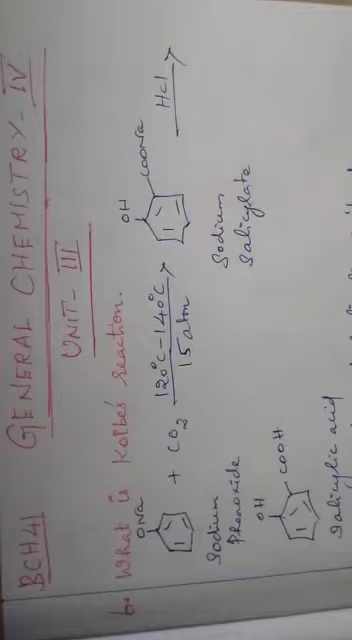 BCH41
GENERAL CHEMISTRY-IV
UNIT-III
6. What is Kolbe's reaction.
ONa + CO2 120°C-140°C OH COONa HCl
15 atm
Sodium Phenoxide
Sodium Salicylate
OH COOH
Salicylic acid